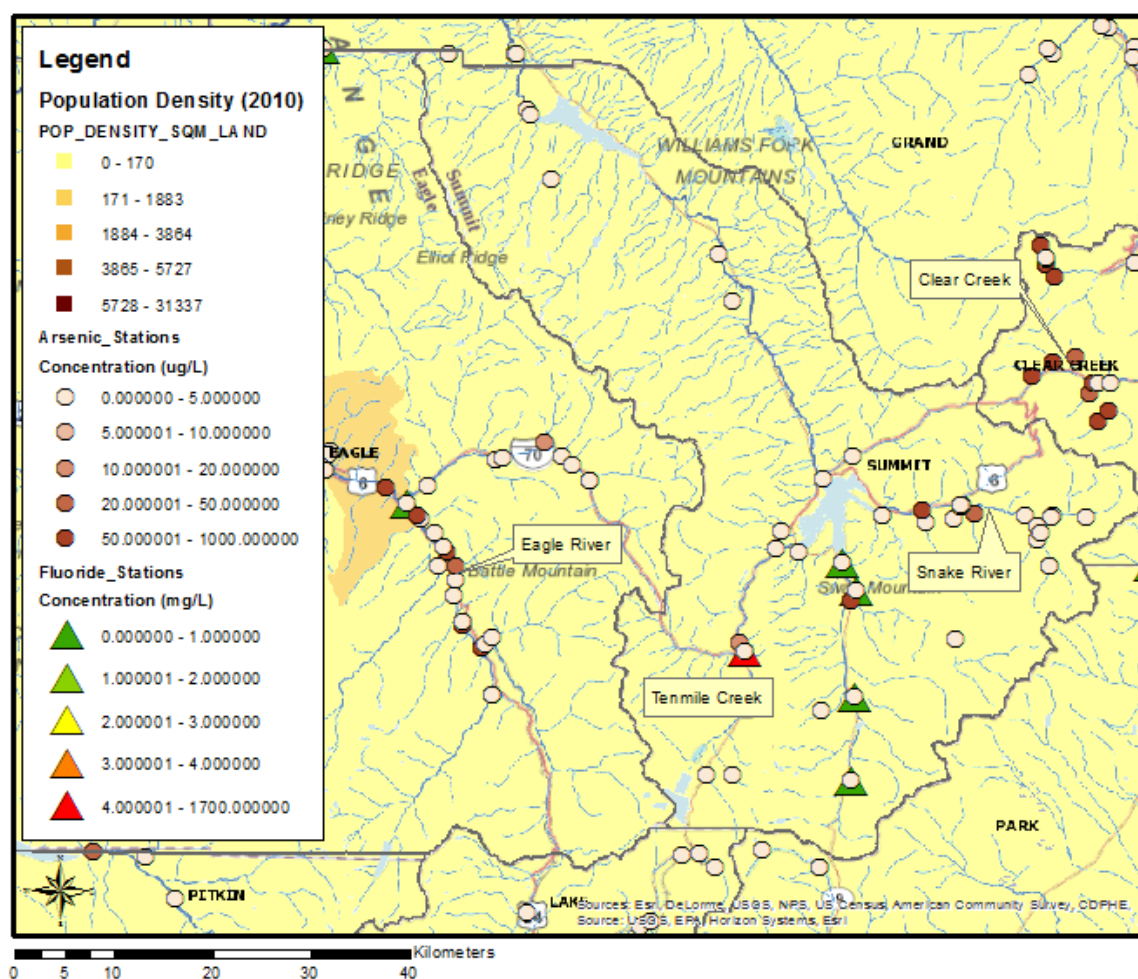 Legend
Population Density (2010)
POP_DENSITY_SQM_LAND
0 - 170
171 - 1883
1884 - 3864
3865 - 5727
5728 - 31337
Arsenic_Stations
Concentration (ug/L)
0.000000 - 5.000000
5.000001 - 10.000000
10.000001 - 20.000000
20.000001 - 50.000000
50.000001 - 1000.000000
Fluoride_Stations
Concentration (mg/L)
0.000000 - 1.000000
1.000001 - 2.000000
2.000001 - 3.000000
3.000001 - 4.000000
4.000001 - 1700.000000
A N G E
RIDGE
Ridge
Elliot Ridge
Eagle
Summit
WILLIAMS FORK
MOUNTAINS
GRAND
Clear Creek
CLEAR CREEK
EAGLE
6
70
SUMMIT
6
Eagle River
Battle Mountain
Snake River
Tenmile Creek
PARK
PITKIN
LAKE
9
Sources: Esri, DeLorme, USGS, NPS, US Census, American Community Survey, CDPHE,
Source: USGS, EPA, Horizon Systems, Esri
Kilometers
0 5 10 20 30 40